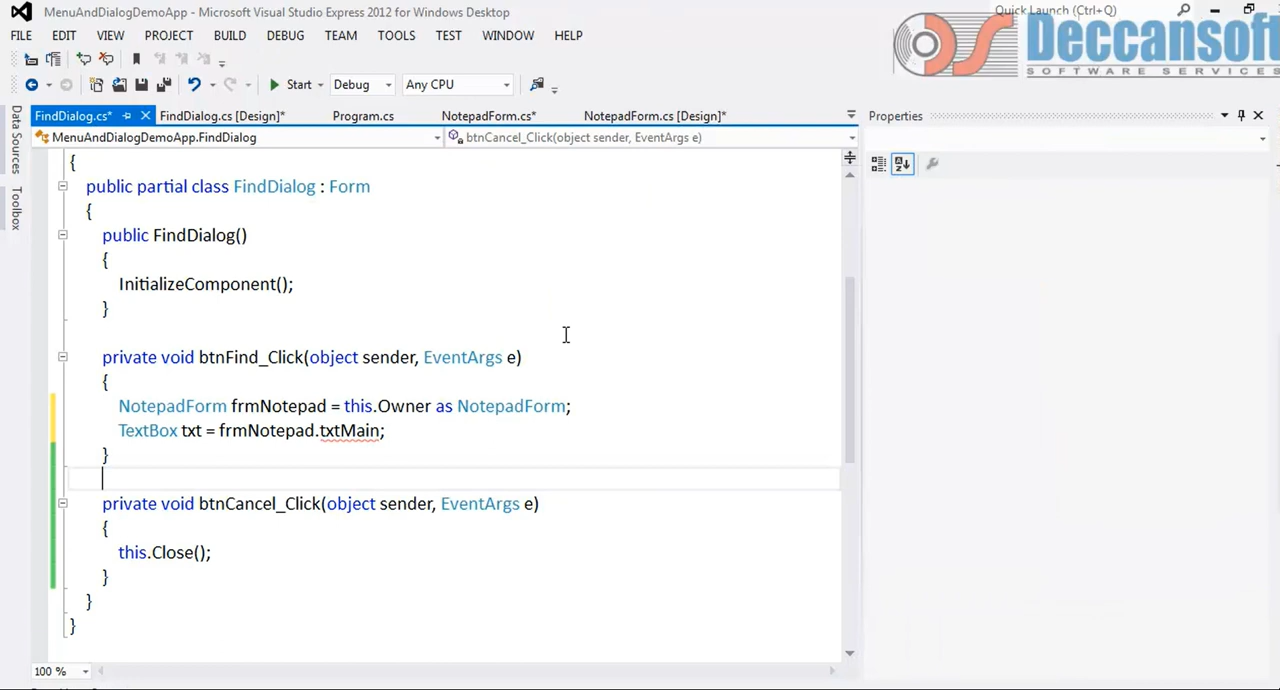 MenuAndDialogDemoApp - Microsoft Visual Studio Express 2012 for Windows Desktop
Quick Launch (Ctrl+Q)
FILE EDIT VIEW PROJECT BUILD DEBUG TEAM TOOLS TEST WINDOW HELP
Deccansoft
SOFTWARE SERVICES
Start Debug Any CPU
FindDialog.cs* FindDialog.cs [Design]* Program.cs NotepadForm.cs* NotepadForm.cs [Design]* Properties
MenuAndDialogDemoApp.FindDialog btnCancel_Click(object sender, EventArgs e)
Data Sources
Toolbox
{
public partial class FindDialog : Form
{
public FindDialog()
{
InitializeComponent();
}
private void btnFind_Click(object sender, EventArgs e)
{
NotepadForm frmNotepad = this.Owner as NotepadForm;
TextBox txt = frmNotepad.txtMain;
}
private void btnCancel_Click(object sender, EventArgs e)
{
this.Close();
}
}
}
100 %